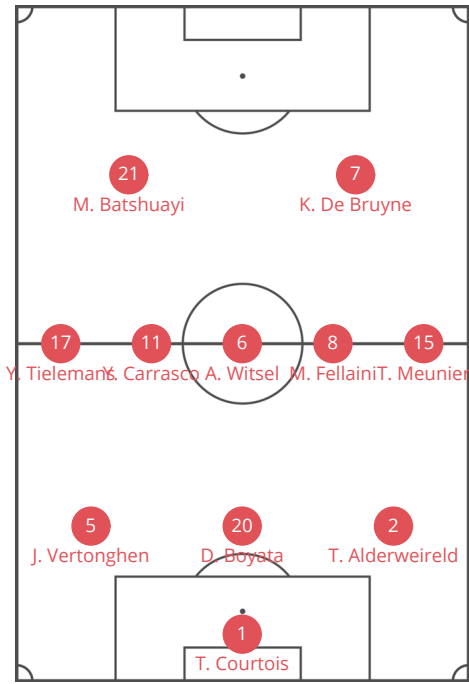 21
7
M. Batshuayi
K. De Bruyne
17
11
6
8
15
Y. Tielemans
Y. Carrasco
A. Witsel
M. Fellaini
T. Meunier
5
20
2
J. Vertonghen
D. Boyata
T. Alderweireld
1
T. Courtois